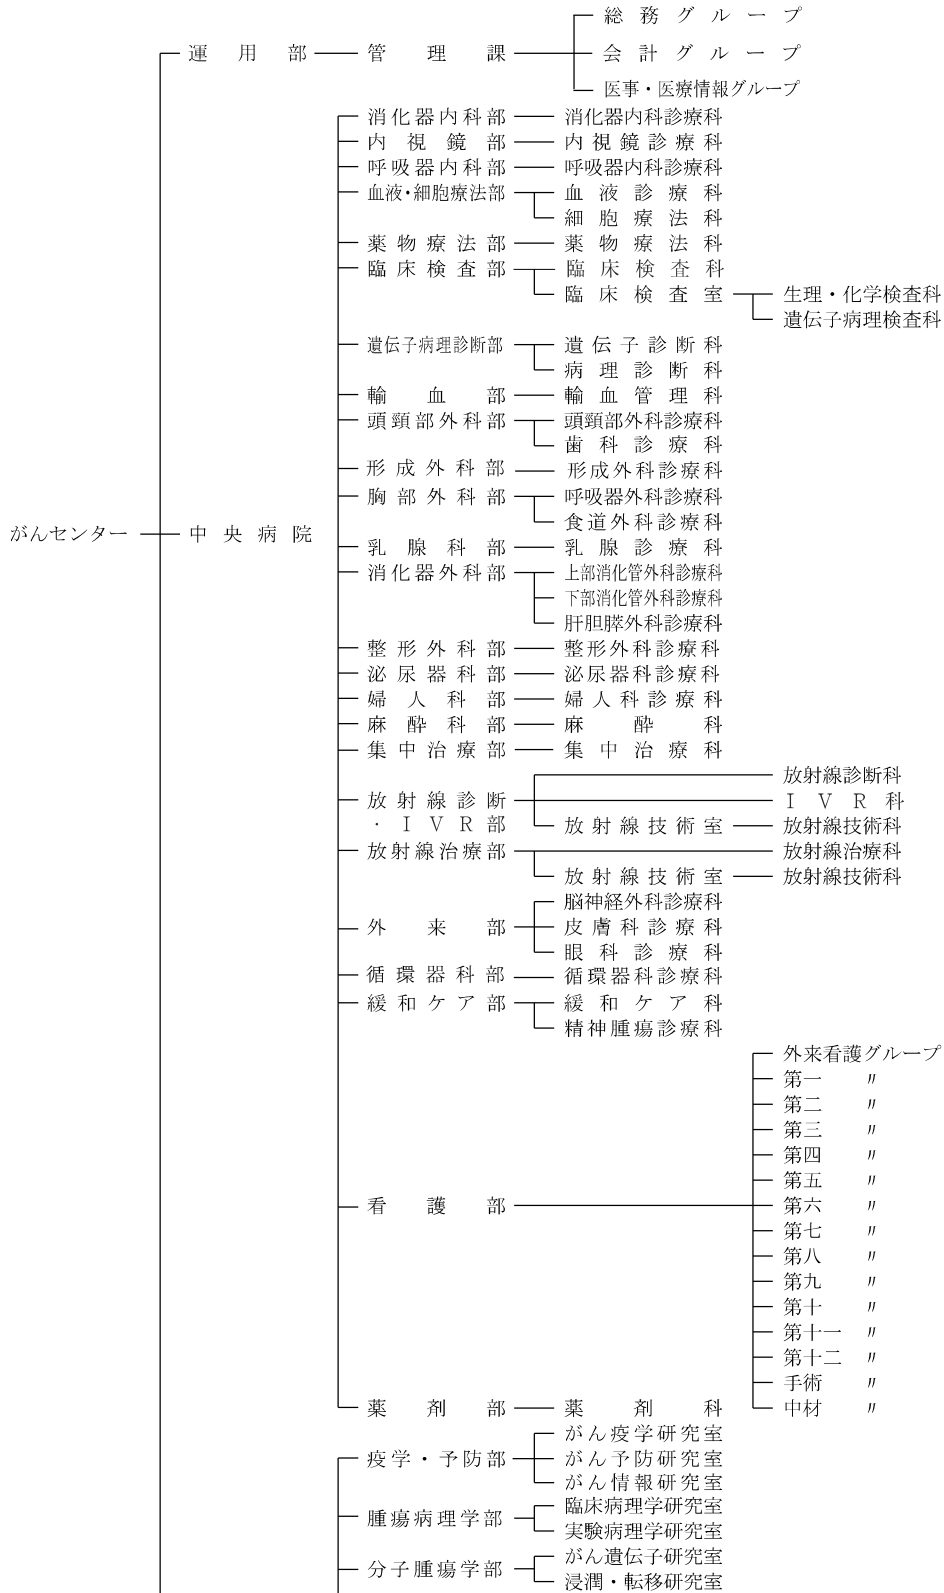 総務グループ
運用部 管理課 会計グループ
医事・医療情報グループ
消化器内科部 消化器内科診療科
内視鏡部 内視鏡診療科
呼吸器内科部 呼吸器内科診療科
血液・細胞療法部 血液診療科
細胞療法科
薬物療法部 薬物療法科
臨床検査部 臨床検査科
臨床検査室 生理・化学検査科
遺伝子病理検査科
遺伝子病理診断部 遺伝子診断科
病理診断科
輸血部 輸血管理科
頭頸部外科部 頭頸部外科診療科
歯科診療科
形成外科部 形成外科診療科
胸部外科部 呼吸器外科診療科
食道外科診療科
がんセンター 中央病院
乳腺科部 乳腺診療科
消化器外科部 上部消化管外科診療科
下部消化管外科診療科
肝胆膵外科診療科
整形外科部 整形外科診療科
泌尿器科部 泌尿器科診療科
婦人科部 婦人科診療科
麻酔科部 麻酔科
集中治療部 集中治療科
放射線診断科
放射線診断 ＩＶＲ科
・ＩＶＲ部 放射線技術室 放射線技術科
放射線治療部 放射線治療科
放射線技術室 放射線技術科
脳神経外科診療科
外来部 皮膚科診療科
眼科診療科
循環器科部 循環器科診療科
緩和ケア部 緩和ケア科
精神腫瘍診療科
外来看護グループ
第一 〃
第二 〃
第三 〃
第四 〃
第五 〃
看護部 第六 〃
第七 〃
第八 〃
第九 〃
第十 〃
第十一 〃
第十二 〃
手術 〃
薬剤部 薬剤科 中材 〃
がん疫学研究室
疫学・予防部 がん予防研究室
がん情報研究室
腫瘍病理学部 臨床病理学研究室
実験病理学研究室
分子腫瘍学部 がん遺伝子研究室
浸潤・転移研究室